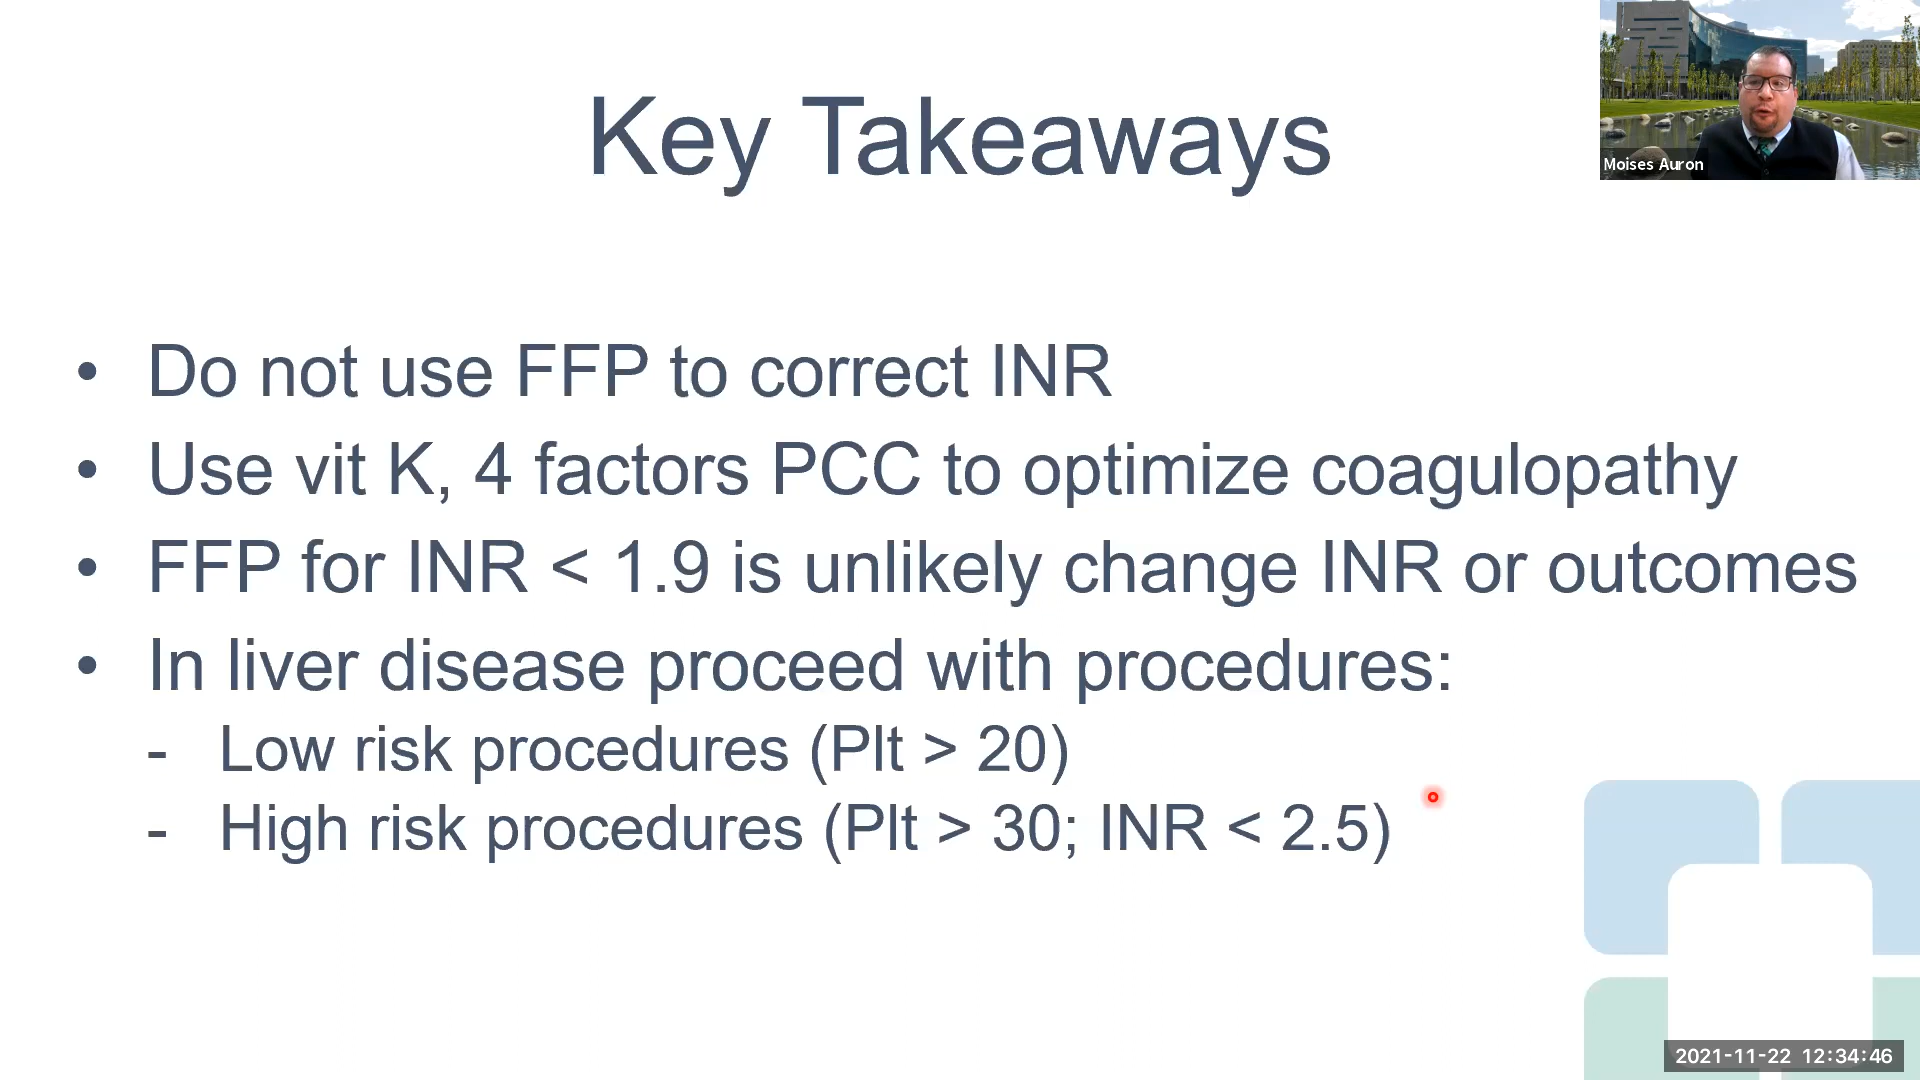 Key Takeaways
Moises Auron
• Do not use FFP to correct INR
• Use vit K, 4 factors PCC to optimize coagulopathy
• FFP for INR < 1.9 is unlikely change INR or outcomes
• In liver disease proceed with procedures:
- Low risk procedures (Plt > 20)
- High risk procedures (Plt > 30; INR < 2.5)
2021-11-22 12:34:46